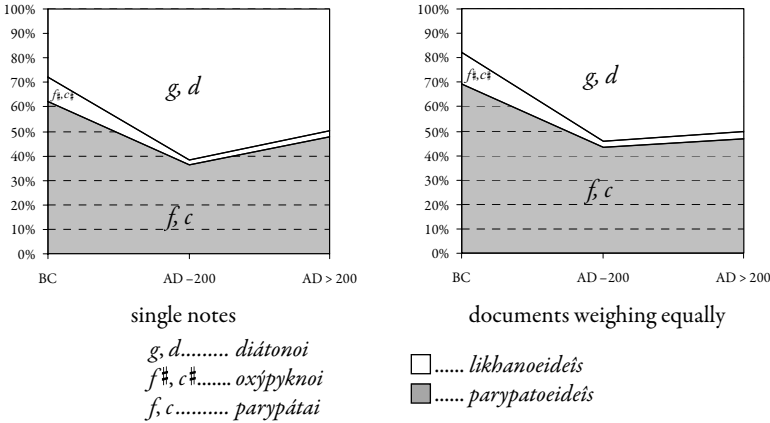 100%
90%
80%
70%
60%
50%
40%
30%
20%
10%
0%
g, d
f♯,c♯
f, c
BC
AD –200
AD > 200
single notes
100%
90%
80%
70%
60%
50%
40%
30%
20%
10%
0%
g, d
f♯,c♯
f, c
BC
AD –200
AD > 200
documents weighing equally
g, d......... diátonoi
f♯, c♯....... oxýpyknoi
f, c.......... parypátai
...... likhanoeideîs
...... parypatoeideîs